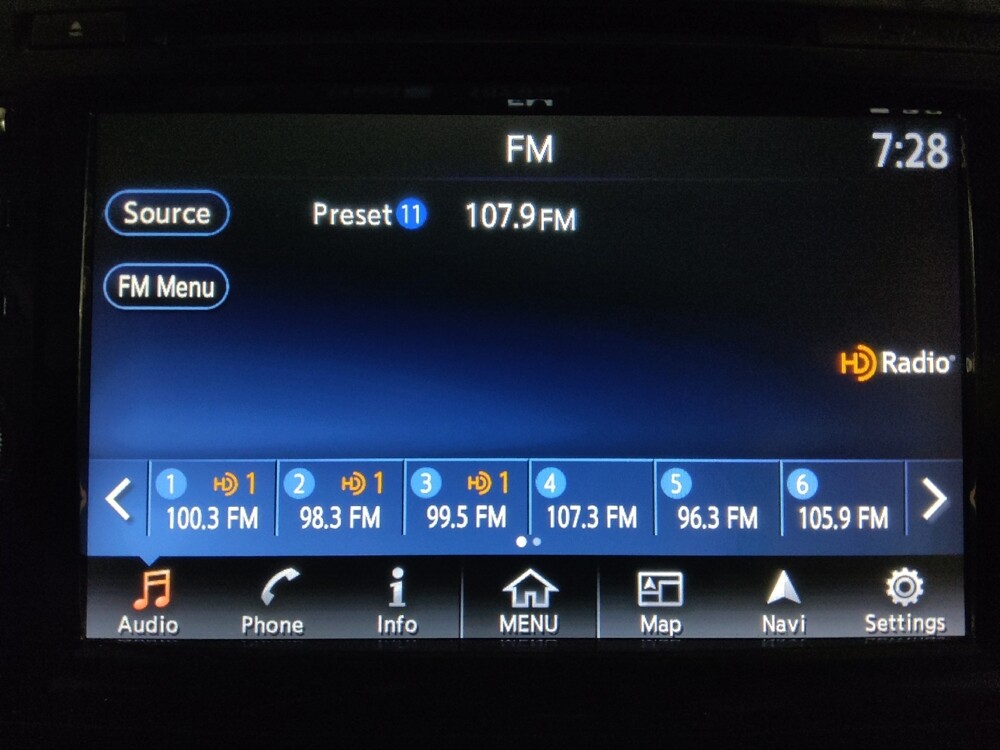 FM 7:28
Source Preset 11 107.9 FM
FM Menu
HD Radio
1 HD 1 2 HD 1 3 HD 1 4 5 6
100.3 FM 98.3 FM 99.5 FM 107.3 FM 96.3 FM 105.9 FM
Audio Phone Info MENU Map Navi Settings